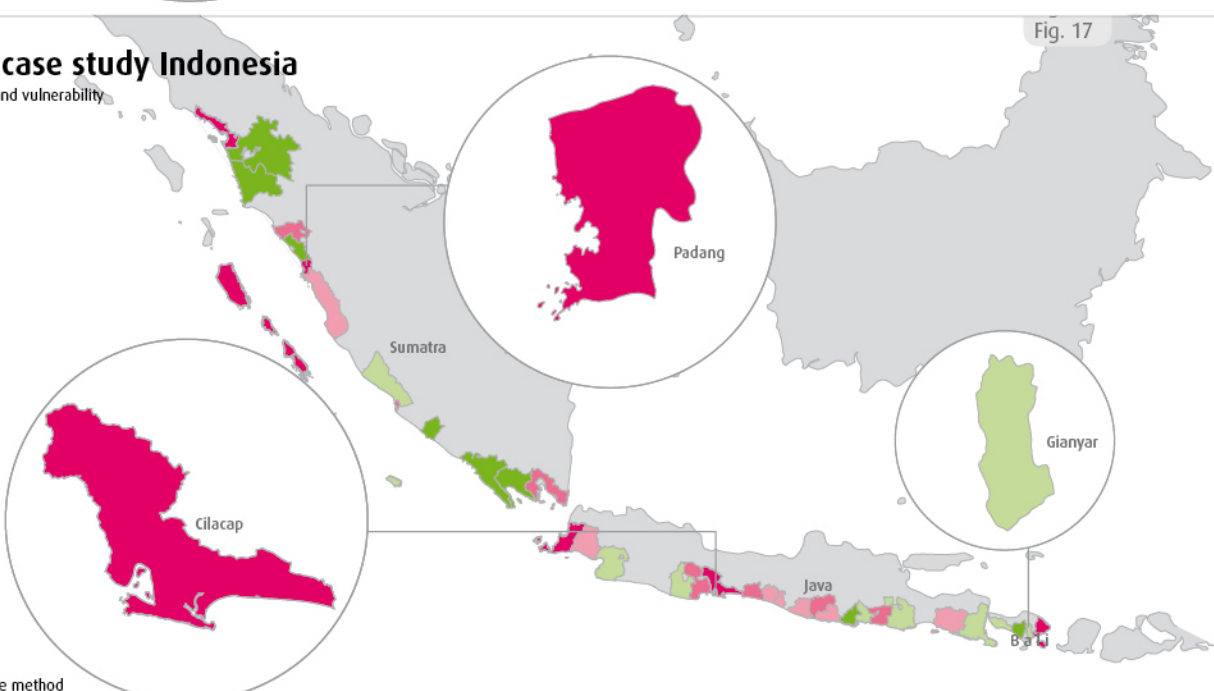 Fig. 17
case study Indonesia
nd vulnerability
Padang
Sumatra
Gianyar
Cilacap
Java
Bali
e method